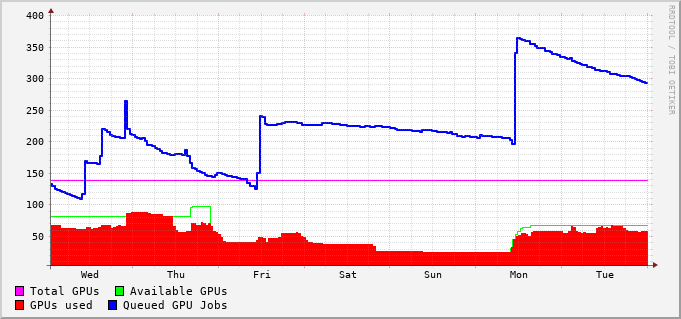 400
350
300
250
200
150
100
50
Wed Thu Fri Sat Sun Mon Tue
Total GPUs Available GPUs
GPUs used Queued GPU Jobs
RRDTOOL / TOBI OETIKER